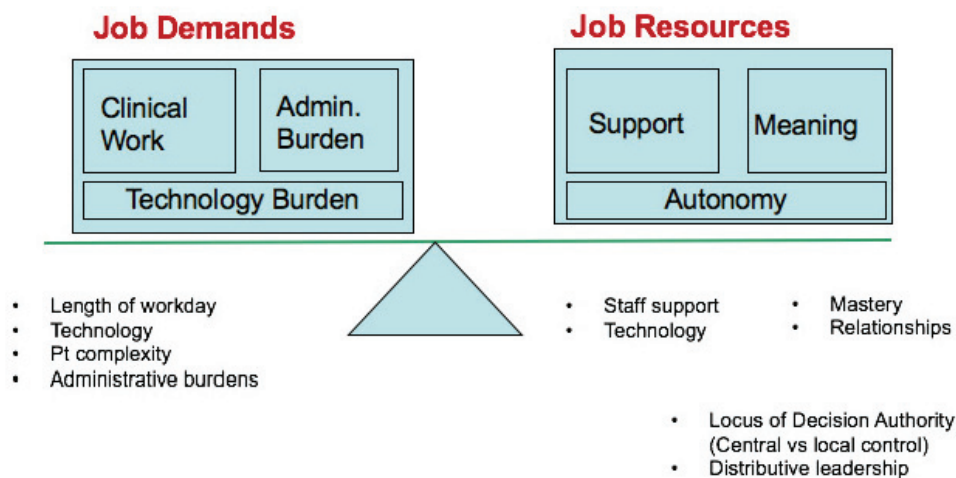 Job Demands
Clinical
Work
Admin.
Burden
Technology Burden
Job Resources
Support
Meaning
Autonomy
• Length of workday
• Technology
• Pt complexity
• Administrative burdens
• Staff support
• Technology
• Mastery
• Relationships
• Locus of Decision Authority
(Central vs local control)
• Distributive leadership